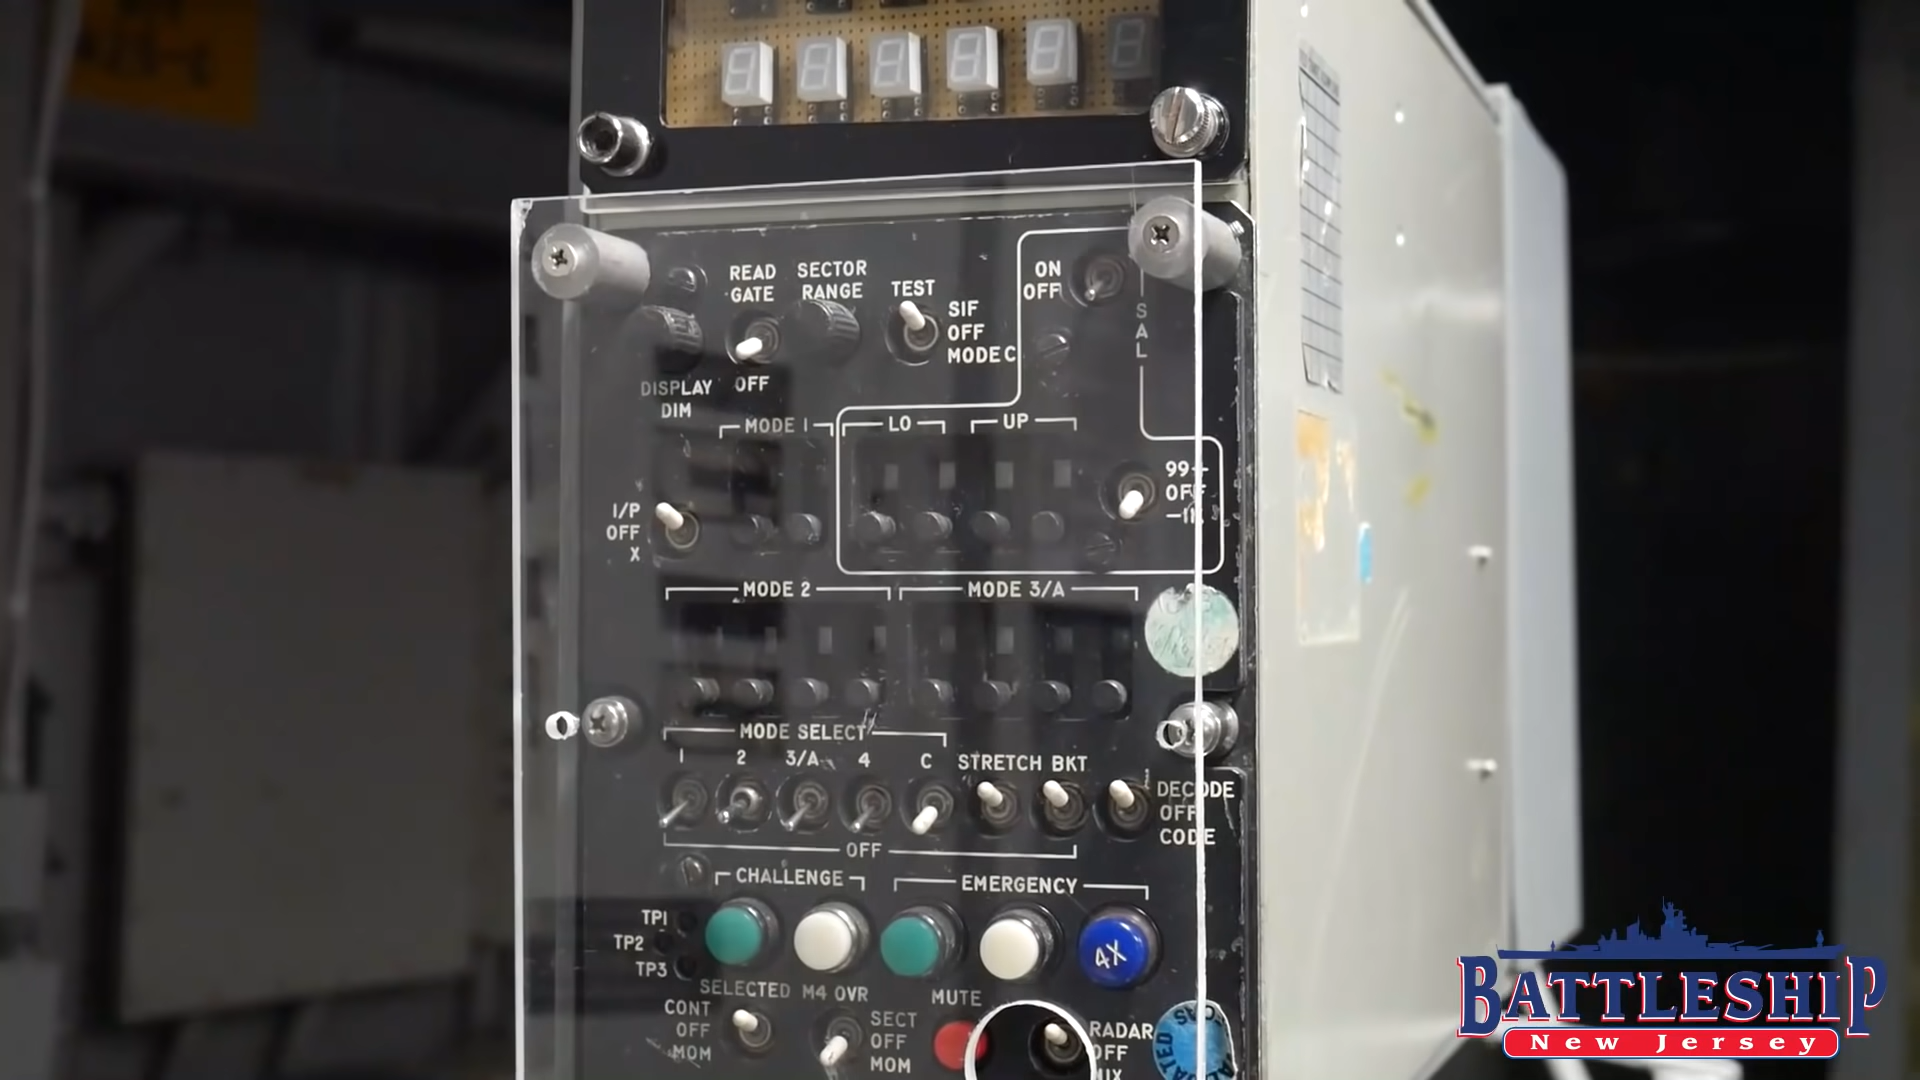 READ
GATE
SECTOR
RANGE
TEST
SIF
OFF
MODE C
ON
OFF
SAL
DISPLAY
DIM
OFF
MODE 1
LO
UP
99+
OFF
I/P
OFF
X
MODE 2
MODE 3/A
MODE SELECT
1 2 3/A 4 C
STRETCH BKT
DECODE
OFF
CODE
OFF
CHALLENGE
EMERGENCY
TP1
TP2
TP3
4X
SELECTED
M4 OVR
MUTE
CONT
OFF
MOM
SECT
OFF
MOM
RADAR
OFF
MIX
BATTLESHIP
New Jersey